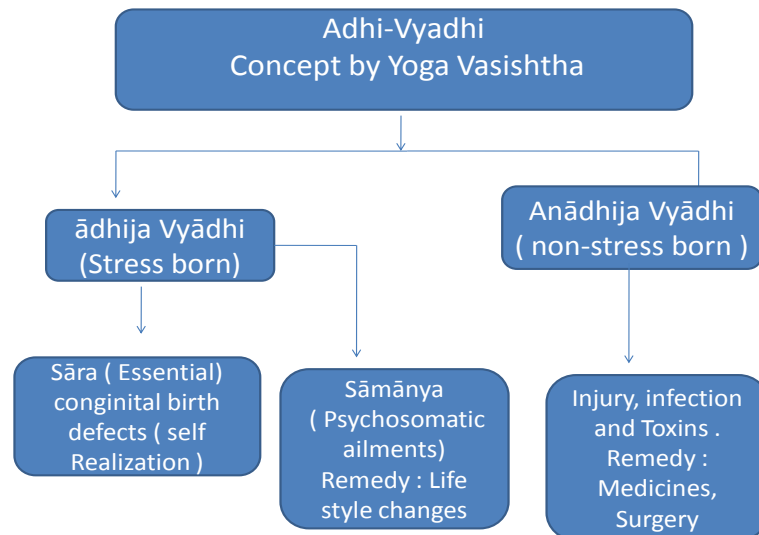 Adhi-Vyadhi
Concept by Yoga Vasishtha
ādhija Vyādhi
(Stress born)
Anādhija Vyādhi
( non-stress born )
Sāra ( Essential)
conginital birth
defects ( self
Realization )
Sāmānya
( Psychosomatic
ailments)
Remedy : Life
style changes
Injury, infection
and Toxins .
Remedy :
Medicines,
Surgery